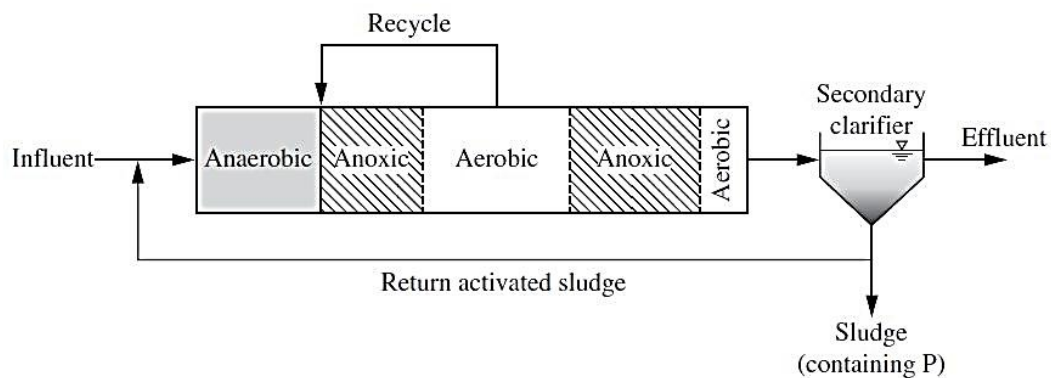 Recycle
Secondary
clarifier
Influent
Anaerobic
Anoxic
Aerobic
Anoxic
Aerobic
Effluent
Return activated sludge
Sludge
(containing P)